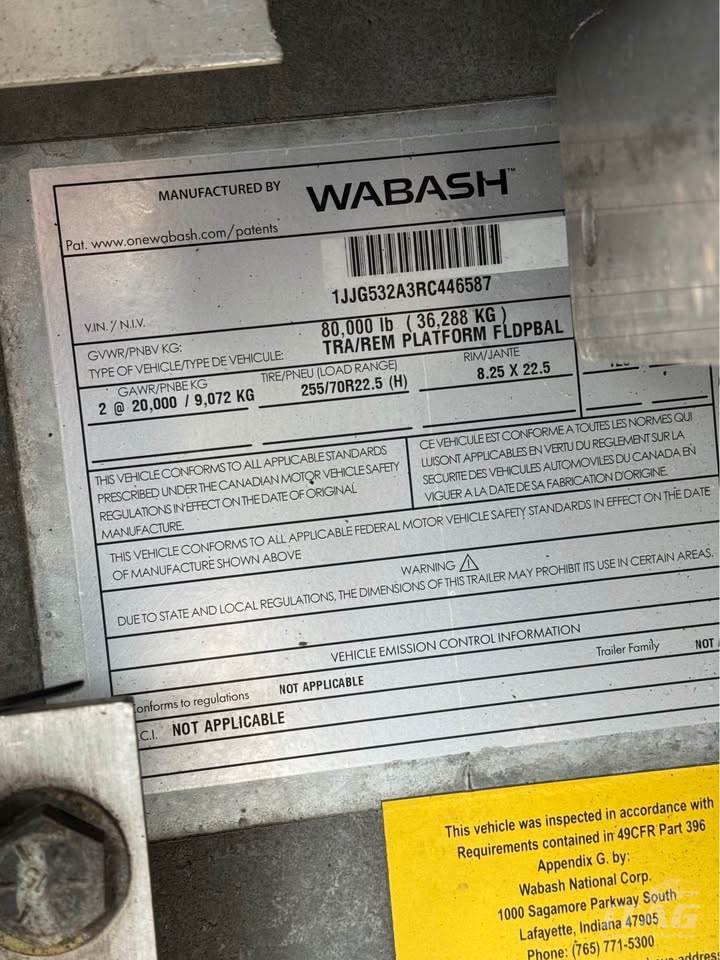 MANUFACTURED BY WABASH™
Pat. www.onewabash.com/patents
1JJG532A3RC446587
V.IN. / N.I.V.
GVWR/PNBV KG: 80,000 lb ( 36,288 KG )
TYPE OF VEHICLE/TYPE DE VEHICULE: TRA/REM PLATFORM FLDPBAL
GAWR/PNBE KG TIRE/PNEU (LOAD RANGE) RIM/JANTE
2 @ 20,000 / 9,072 KG 255/70R22.5 (H) 8.25 X 22.5
THIS VEHICLE CONFORMS TO ALL APPLICABLE STANDARDS
PRESCRIBED UNDER THE CANADIAN MOTOR VEHICLE SAFETY
REGULATIONS IN EFFECT ON THE DATE OF ORIGINAL
MANUFACTURE.
CE VEHICULE EST CONFORME A TOUTES LES NORMES QUI
LUI SONT APPLICABLES EN VERTU DU REGLEMENT SUR LA
SECURITE DES VEHICULES AUTOMOVILES DU CANADA EN
VIGUER A LA DATE DE SA FABRICATION D'ORIGINE.
THIS VEHICLE CONFORMS TO ALL APPLICABLE FEDERAL MOTOR VEHICLE SAFETY STANDARDS IN EFFECT ON THE DATE
OF MANUFACTURE SHOWN ABOVE
WARNING
DUE TO STATE AND LOCAL REGULATIONS, THE DIMENSIONS OF THIS TRAILER MAY PROHIBIT ITS USE IN CERTAIN AREAS.
VEHICLE EMISSION CONTROL INFORMATION
onforms to regulations NOT APPLICABLE Trailer Family NOT
C.I. NOT APPLICABLE
This vehicle was inspected in accordance with
Requirements contained in 49CFR Part 396
Appendix G. by:
Wabash National Corp.
1000 Sagamore Parkway South
Lafayette, Indiana 47905
Phone: (765) 771-5300